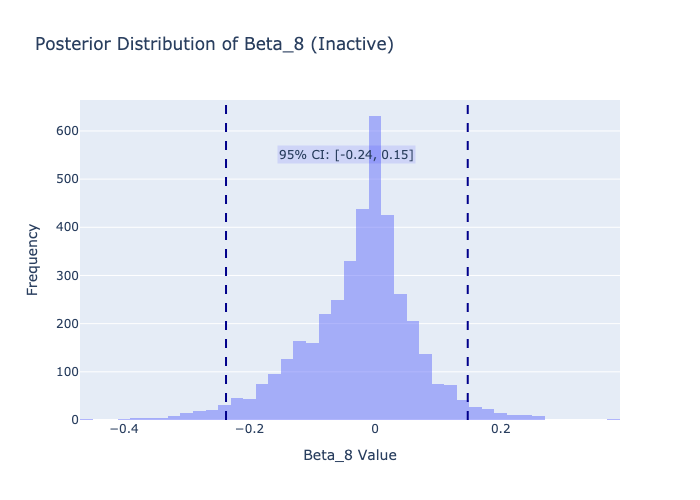 Posterior Distribution of Beta_8 (Inactive)
600
95% CI: [-0.24, 0.15]
500
400
Frequency
300
200
100
0
−0.4
−0.2
0
0.2
Beta_8 Value